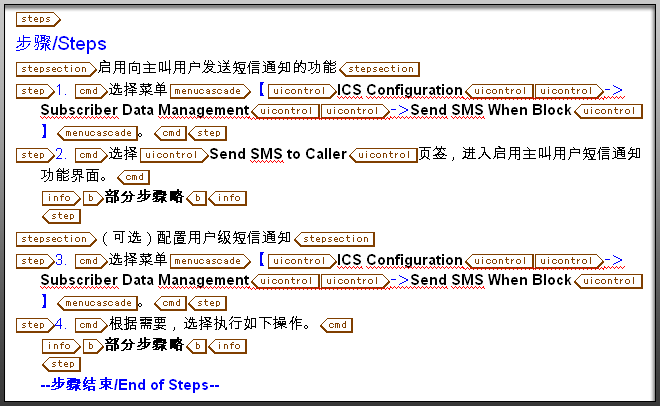 steps
步骤/Steps
stepsection 启用向主叫用户发送短信通知的功能 stepsection
step 1. cmd 选择菜单 menucascade 【 uicontrol ICS Configuration uicontrol uicontrol ->
Subscriber Data Management uicontrol uicontrol ->Send SMS When Block uicontrol
】 menucascade 。 cmd step
step 2. cmd 选择 uicontrol Send SMS to Caller uicontrol 页签，进入启用主叫用户短信通知
功能界面。 cmd
info b 部分步骤略 b info
step
stepsection （可选）配置用户级短信通知 stepsection
step 3. cmd 选择菜单 menucascade 【 uicontrol ICS Configuration uicontrol uicontrol ->
Subscriber Data Management uicontrol uicontrol ->Send SMS When Block uicontrol
】 menucascade 。 cmd step
step 4. cmd 根据需要，选择执行如下操作。 cmd
info b 部分步骤略 b info
step
--步骤结束/End of Steps--